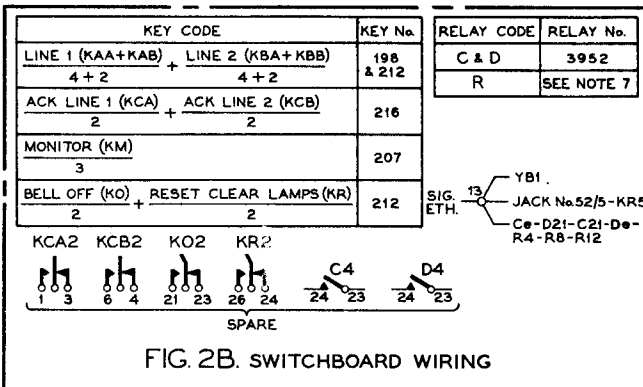 KEY CODE KEY No.
LINE 1 (KAA+KAB) + LINE 2 (KBA+KBB) 198
4+2 4+2 & 212
ACK LINE 1 (KCA) + ACK LINE 2 (KCB) 216
2 2
MONITOR (KM) 207
3
BELL OFF (KO) + RESET CLEAR LAMPS (KR) 212
2 2
RELAY CODE RELAY No.
C & D 3952
R SEE NOTE 7
SIG. ETH. 13
YB1.
JACK No.52/5-KR5
Ce-D21-C21-De-
R4-R8-R12
KCA2 KCB2 KO2 KR2 C4 D4
1 3 6 4 21 23 26 24 24 23 24 23
SPARE
FIG. 2B. SWITCHBOARD WIRING